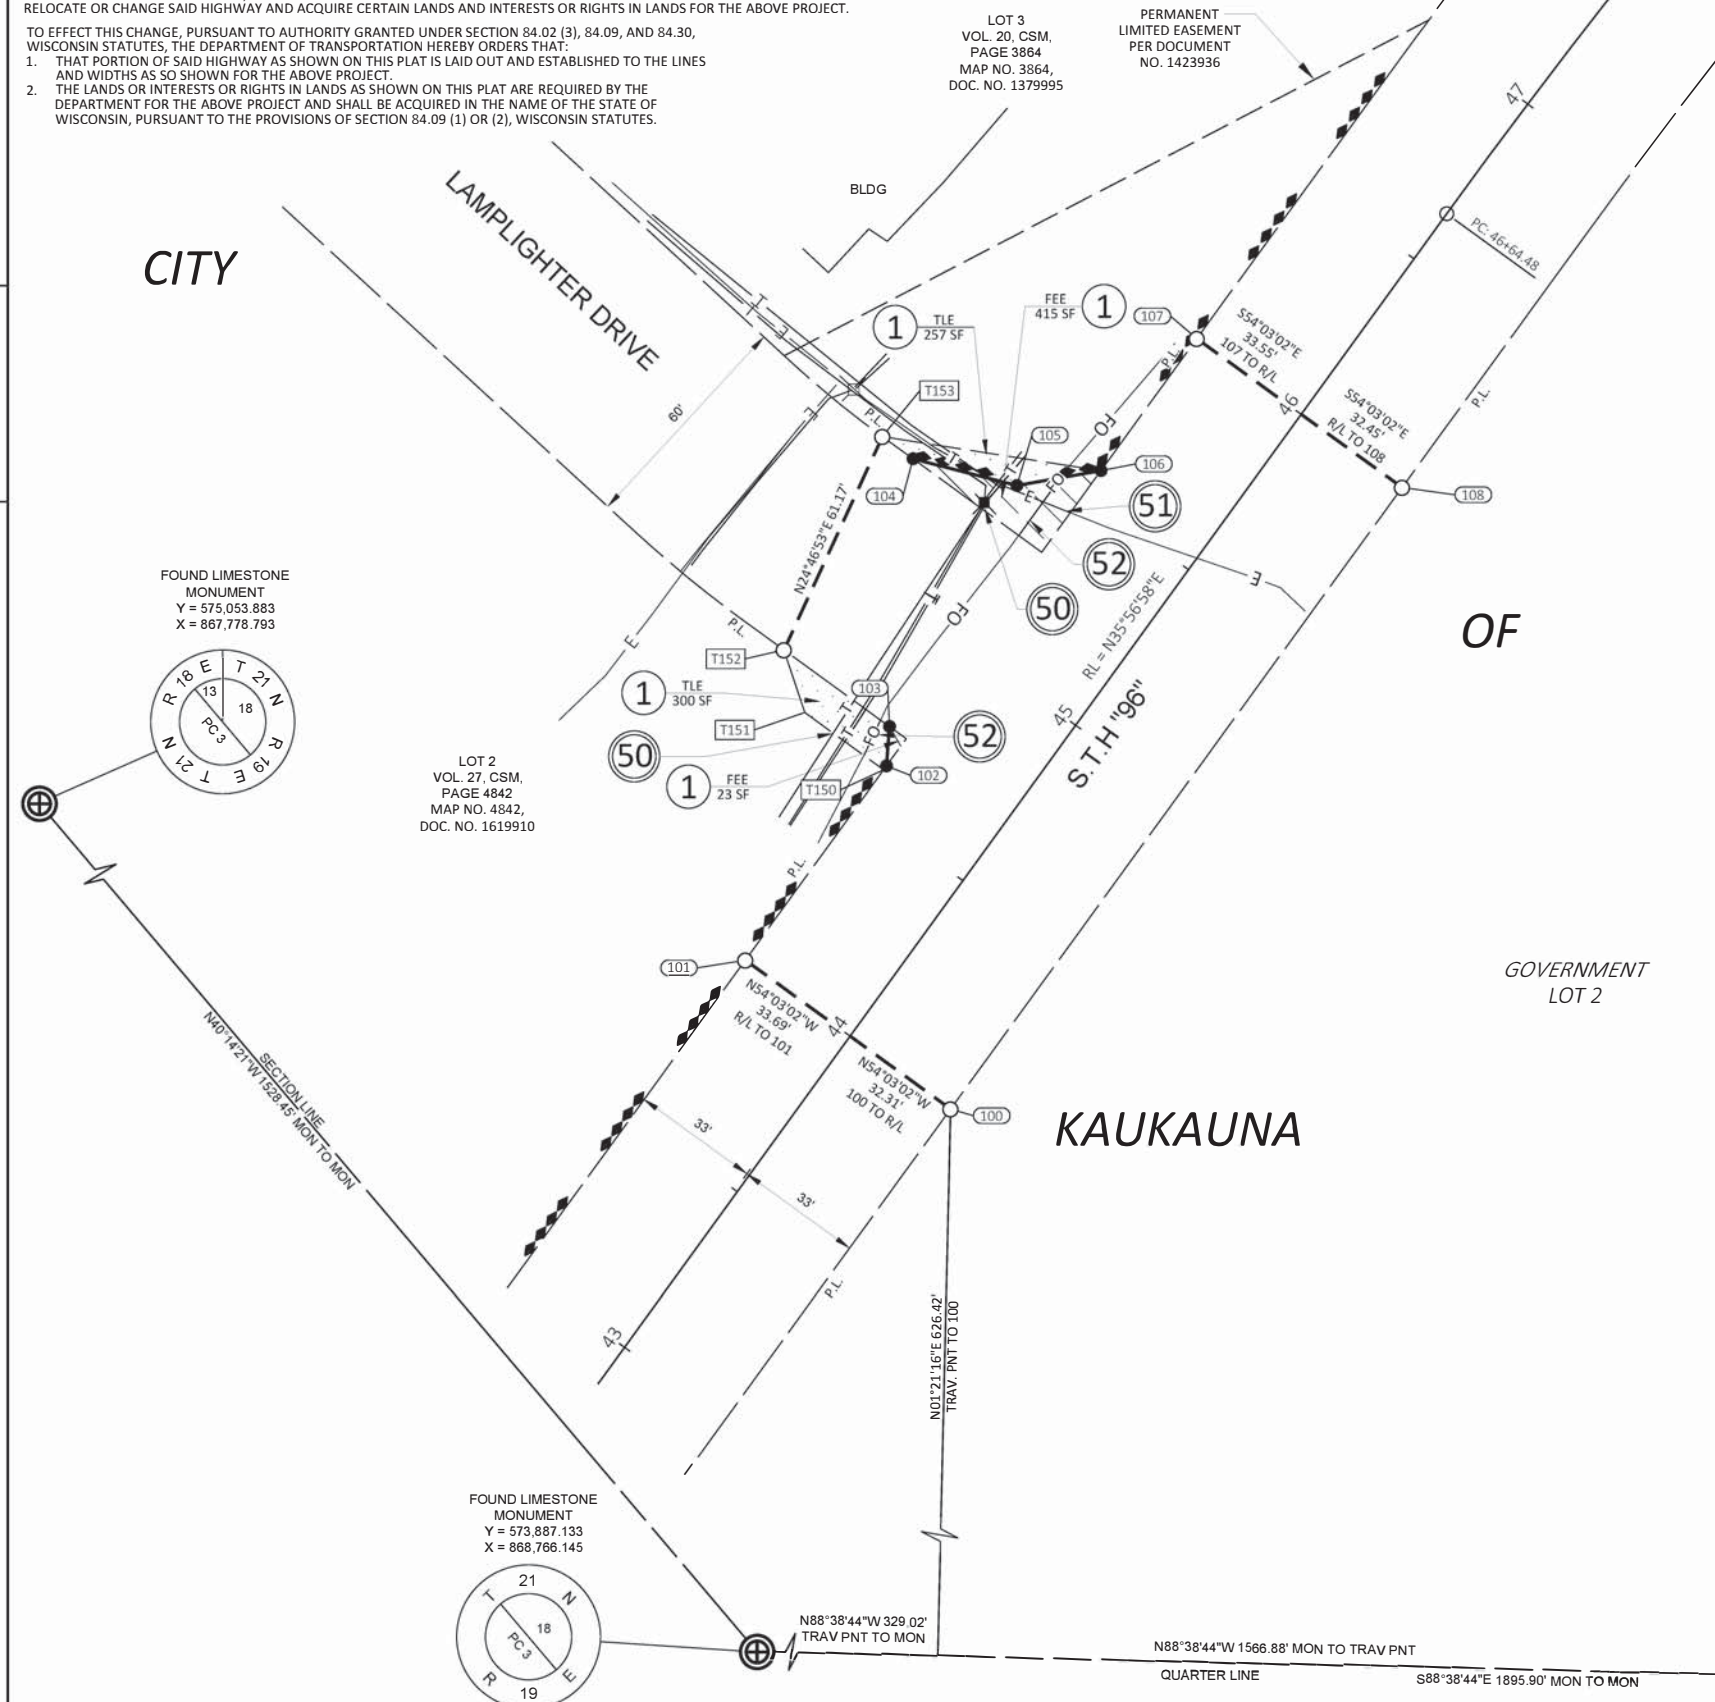 RELOCATE OR CHANGE SAID HIGHWAY AND ACQUIRE CERTAIN LANDS AND INTERESTS OR RIGHTS IN LANDS FOR THE ABOVE PROJECT.
TO EFFECT THIS CHANGE, PURSUANT TO AUTHORITY GRANTED UNDER SECTION 84.02 (3), 84.09, AND 84.30,
WISCONSIN STATUTES, THE DEPARTMENT OF TRANSPORTATION HEREBY ORDERS THAT:
1. THAT PORTION OF SAID HIGHWAY AS SHOWN ON THIS PLAT IS LAID OUT AND ESTABLISHED TO THE LINES
AND WIDTHS AS SO SHOWN FOR THE ABOVE PROJECT.
2. THE LANDS OR INTERESTS OR RIGHTS IN LANDS AS SHOWN ON THIS PLAT ARE REQUIRED BY THE
DEPARTMENT FOR THE ABOVE PROJECT AND SHALL BE ACQUIRED IN THE NAME OF THE STATE OF
WISCONSIN, PURSUANT TO THE PROVISIONS OF SECTION 84.09 (1) OR (2), WISCONSIN STATUTES.
LOT 3
VOL. 20, CSM,
PAGE 3864
MAP NO. 3864,
DOC. NO. 1379995
PERMANENT
LIMITED EASEMENT
PER DOCUMENT
NO. 1423936
47
BLDG
LAMPLIGHTER DRIVE
CITY
PC: 46+64.48
T
E
1
TLE
257 SF
FEE
415 SF
1
107
S54°03'02"E
33.55'
107 TO R/L
P.L.
46
S54°03'02"E
32.45'
R/L TO 108
P.L.
60'
E
P.L.
T153
FO
105
T
T
106
104
FO
E
51
108
N24°46'53"E 61.17'
52
E
50
FOUND LIMESTONE
MONUMENT
Y = 575,053.883
X = 867,778.793
T
FO
RL = N35°56'58"E
OF
P.L.
E
T152
R 18 E T 21 N
13
18
PC 3
R 19 E T 21 N
1
TLE
300 SF
103
T
T151
T
FO
52
45
S.T.H "96"
50
1
FEE
23 SF
T150
102
LOT 2
VOL. 27, CSM,
PAGE 4842
MAP NO. 4842,
DOC. NO. 1619910
P.L.
101
GOVERNMENT
LOT 2
N54°03'02"W
33.69'
R/L TO 101
44
N54°03'02"W
32.31'
100 TO R/L
SECTION LINE
N40°14'21"W 1528.45' MON TO MON
100
KAUKAUNA
33'
33'
P.L.
43
N01°21'16"E 626.42'
TRAV. PNT TO 100
FOUND LIMESTONE
MONUMENT
Y = 573,887.133
X = 868,766.145
T 21 N
18
PC 3
R 19 E
N88°38'44"W 329.02'
TRAV PNT TO MON
N88°38'44"W 1566.88' MON TO TRAV PNT
QUARTER LINE
S88°38'44"E 1895.90' MON TO MON